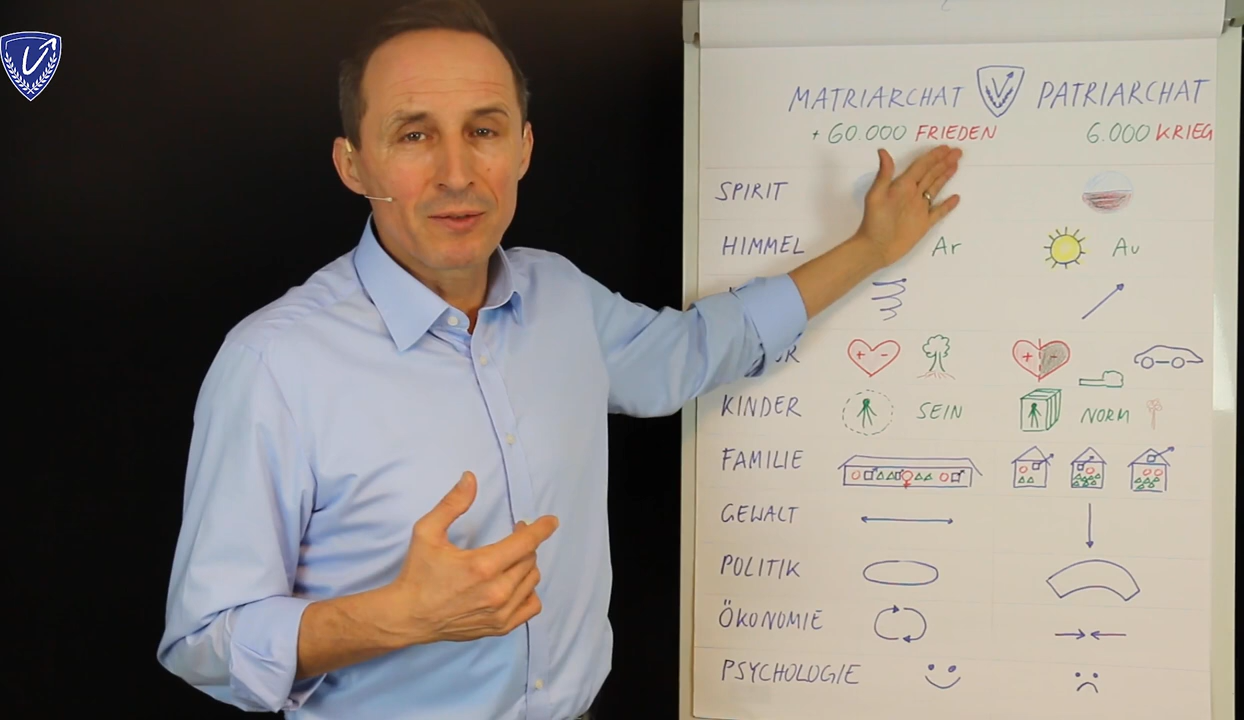 MATRIARCHAT PATRIARCHAT
+60.000 FRIEDEN 6.000 KRIEG
SPIRIT
HIMMEL Ar Au
+ - + -
KINDER SEIN NORM
FAMILIE
GEWALT
POLITIK
ÖKONOMIE
PSYCHOLOGIE